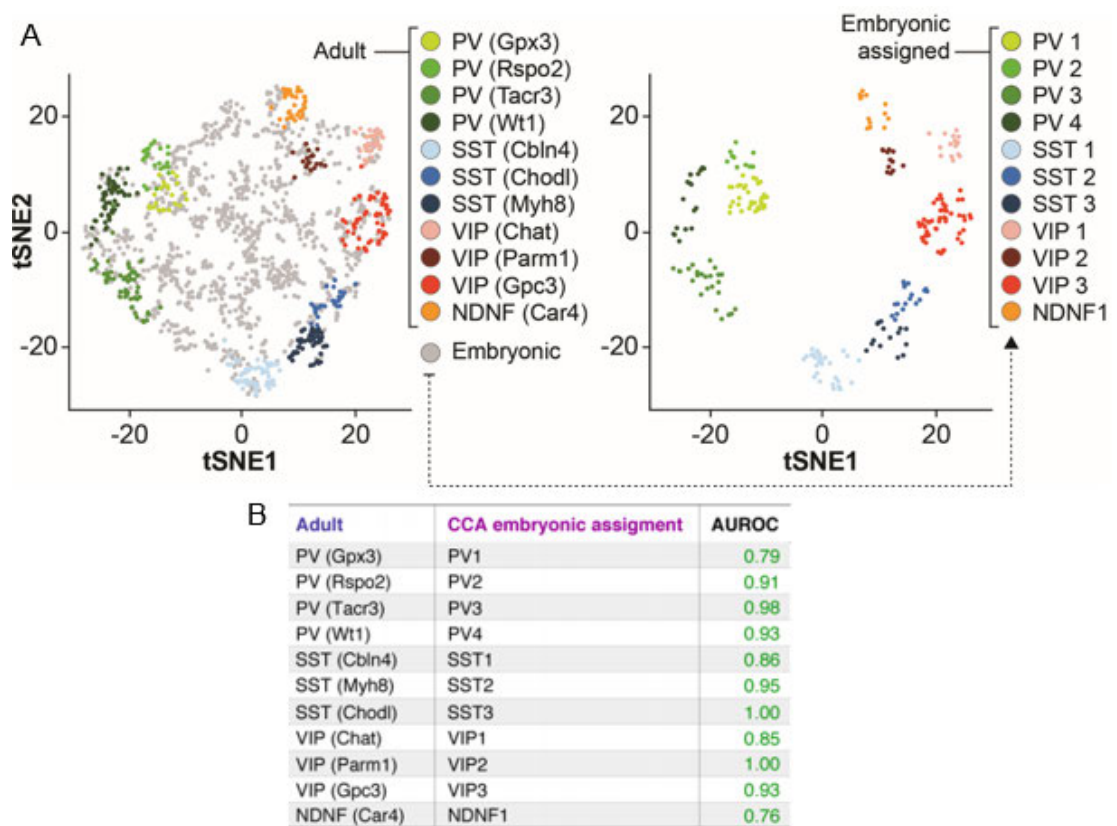 A
Adult
PV (Gpx3)
PV (Rspo2)
PV (Tacr3)
PV (Wt1)
SST (Cbln4)
SST (Chodl)
SST (Myh8)
VIP (Chat)
VIP (Parm1)
VIP (Gpc3)
NDNF (Car4)
Embryonic
tSNE2
20
0
-20
-20
0
20
tSNE1
Embryonic
assigned
PV 1
PV 2
PV 3
PV 4
SST 1
SST 2
SST 3
VIP 1
VIP 2
VIP 3
NDNF1
20
0
-20
-20
0
20
tSNE1
B
Adult CCA embryonic assigment AUROC
PV (Gpx3) PV1 0.79
PV (Rspo2) PV2 0.91
PV (Tacr3) PV3 0.98
PV (Wt1) PV4 0.93
SST (Cbln4) SST1 0.86
SST (Myh8) SST2 0.95
SST (Chodl) SST3 1.00
VIP (Chat) VIP1 0.85
VIP (Parm1) VIP2 1.00
VIP (Gpc3) VIP3 0.93
NDNF (Car4) NDNF1 0.76